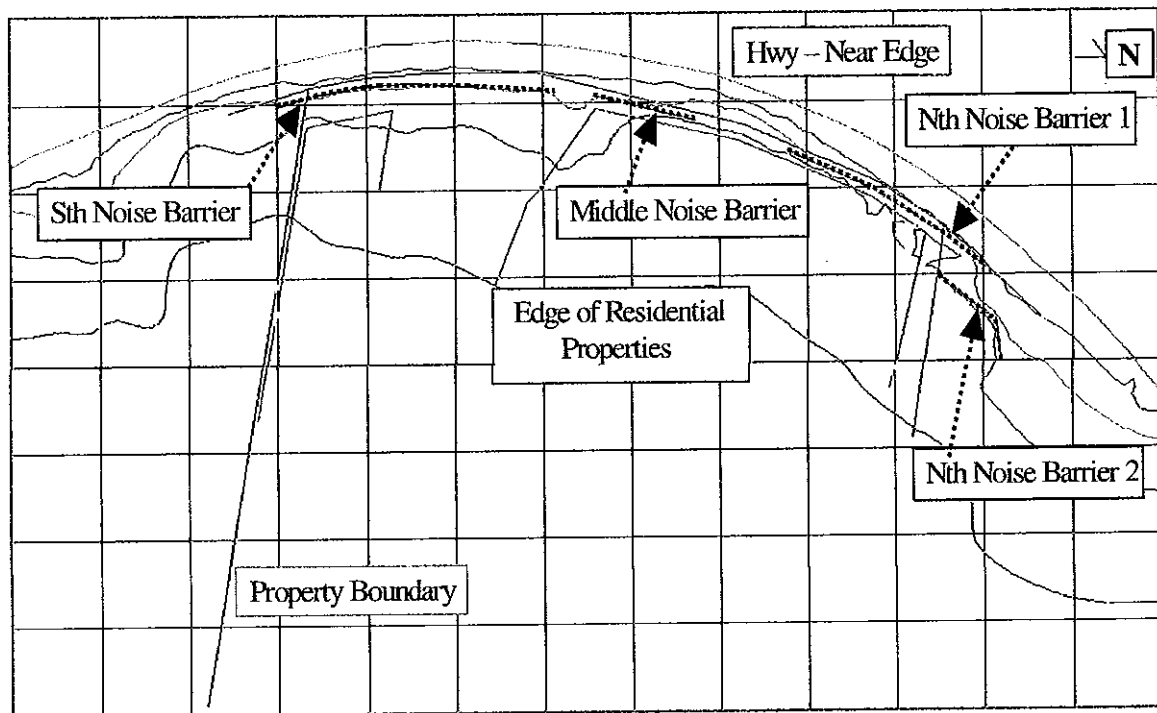 Hwy – Near Edge
N
Nth Noise Barrier 1
Sth Noise Barrier
Middle Noise Barrier
Edge of Residential
Properties
Nth Noise Barrier 2
Property Boundary